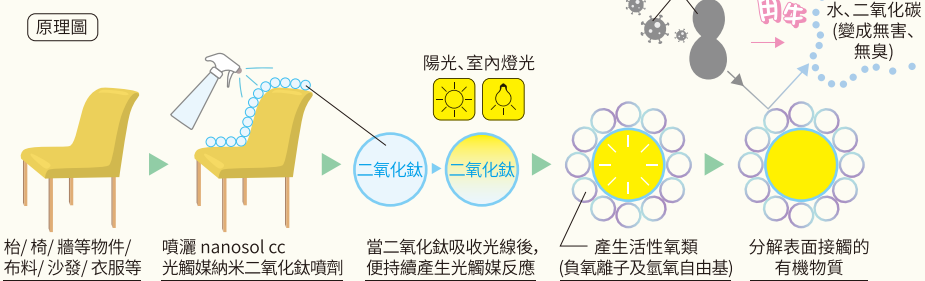 原理圖
再生
水、二氧化碳
(變成無害、
無臭)
陽光、室內燈光
二氧化鈦
二氧化鈦
枱/ 椅/ 牆等物件/
布料/ 沙發/ 衣服等
噴灑 nanosol cc
光觸媒納米二氧化鈦噴劑
當二氧化鈦吸收光線後,
便持續產生光觸媒反應
產生活性氧類
(負氧離子及氫氧自由基)
分解表面接觸的
有機物質